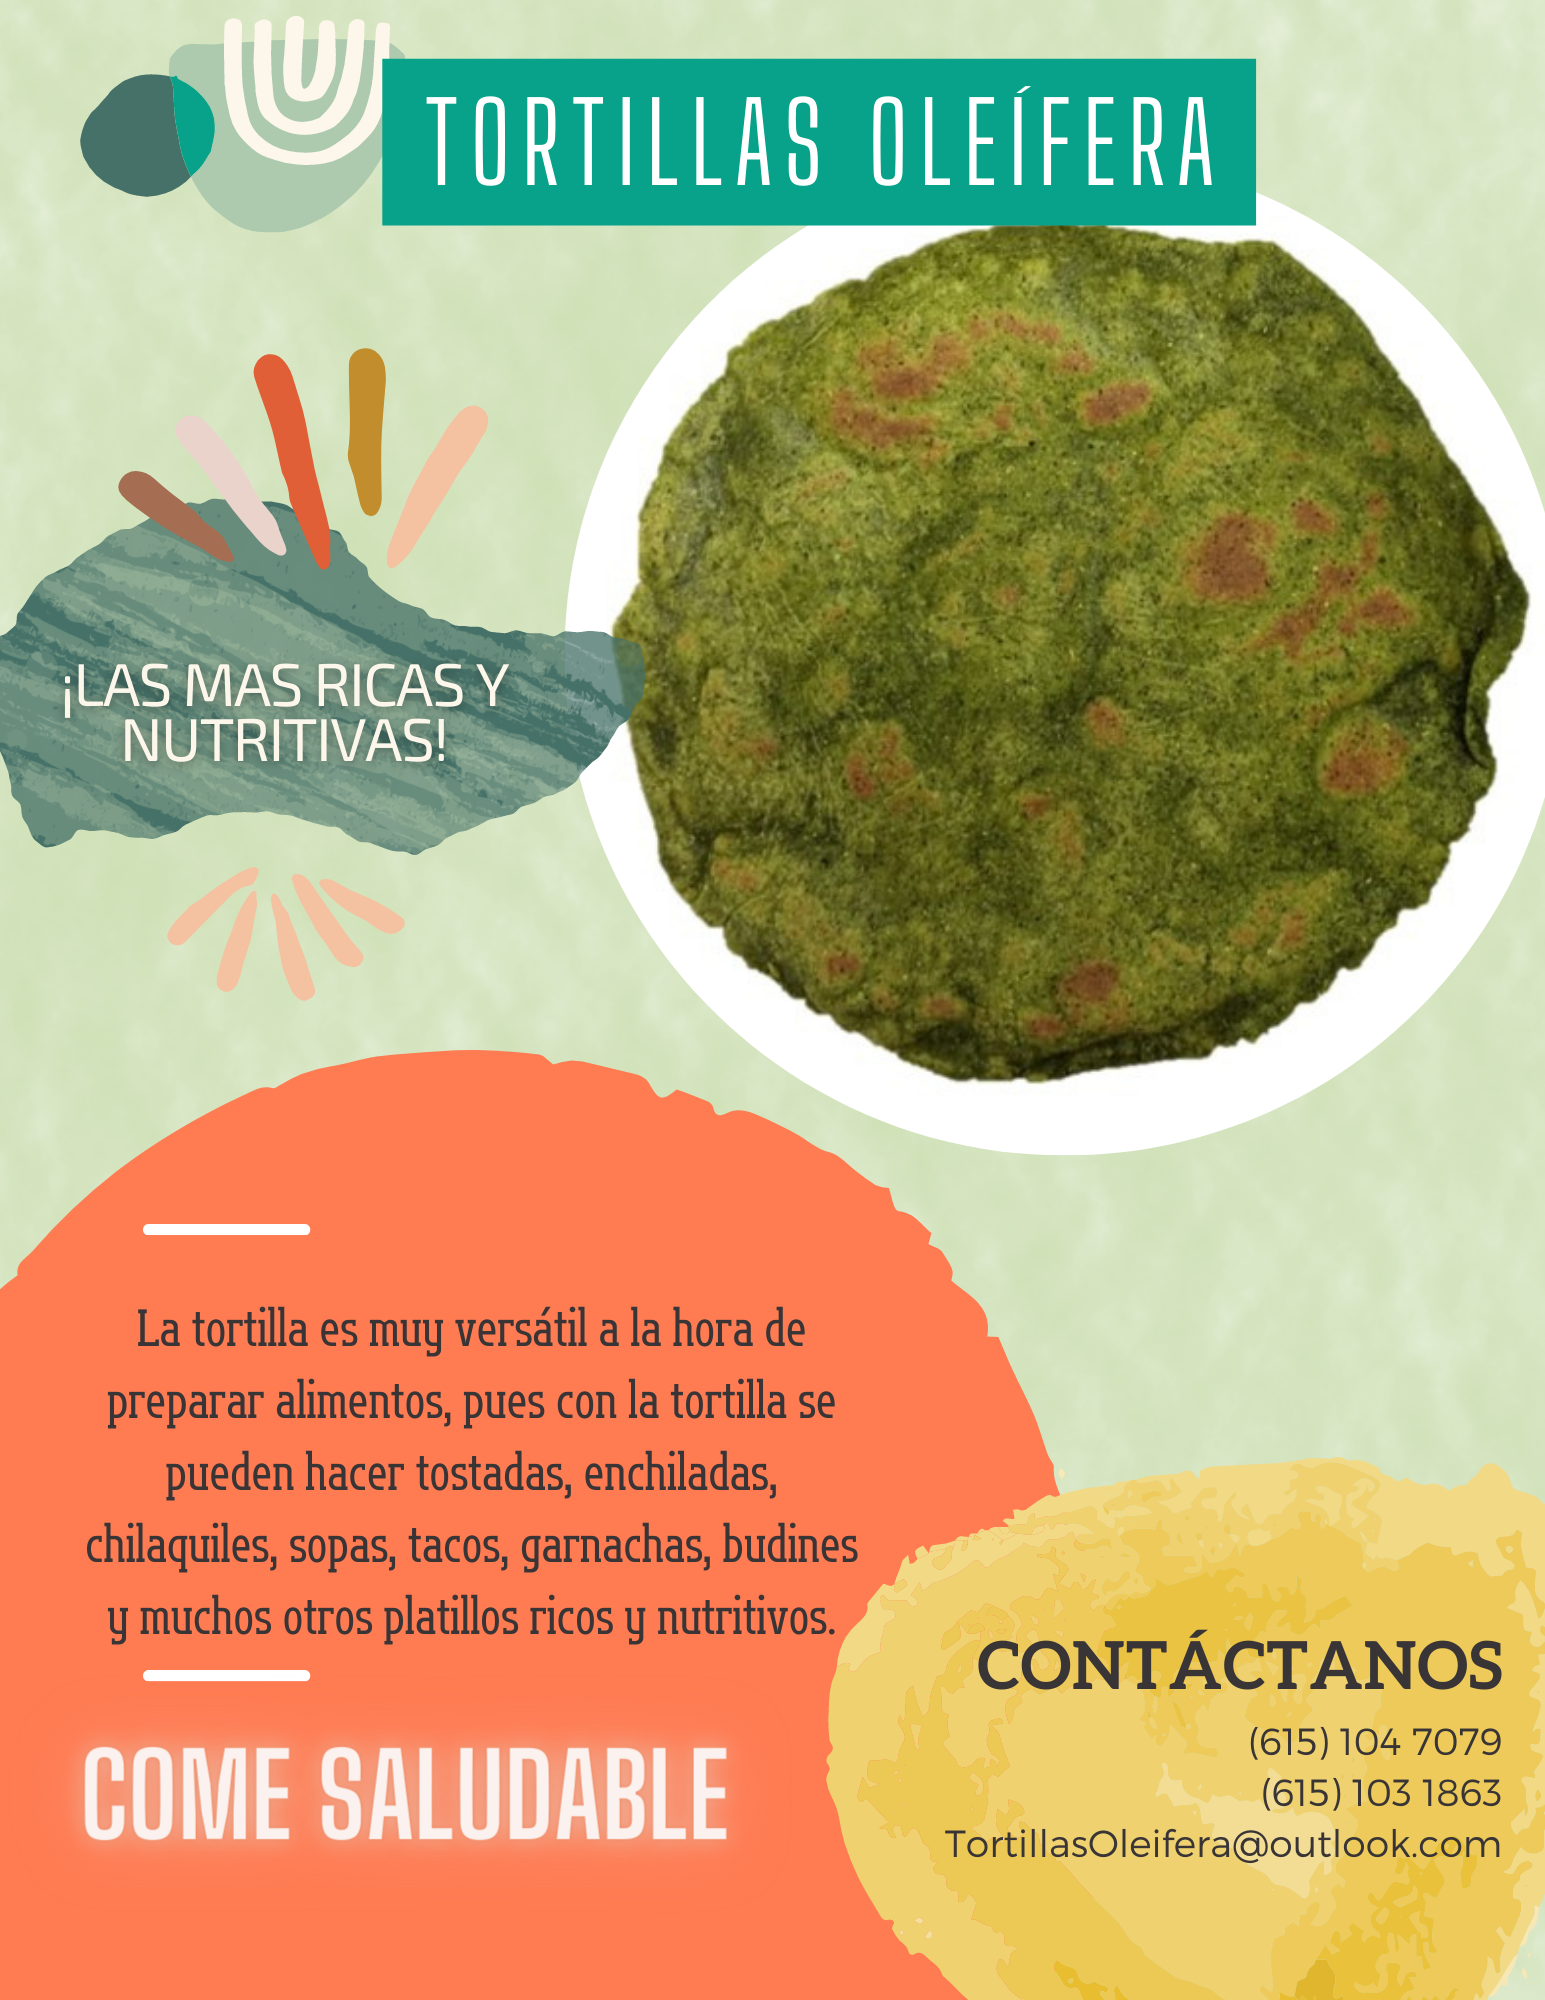 TORTILLAS OLEÍFERA
¡LAS MAS RICAS Y
NUTRITIVAS!
La tortilla es muy versátil a la hora de
preparar alimentos, pues con la tortilla se
pueden hacer tostadas, enchiladas,
chilaquiles, sopas, tacos, garnachas, budines
y muchos otros platillos ricos y nutritivos.
COME SALUDABLE
CONTÁCTANOS
(615) 104 7079
(615) 103 1863
TortillasOleifera@outlook.com